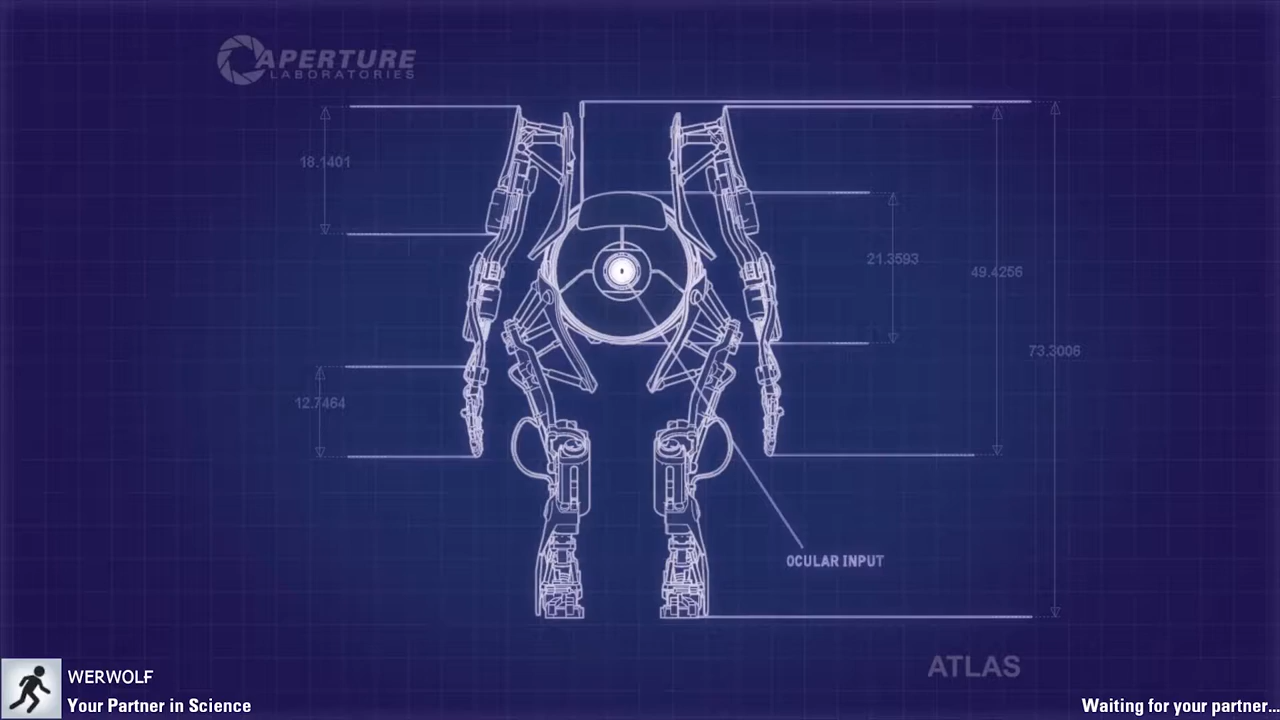 APERTURE
LABORATORIES
18.1401
21.3593
49.4256
73.3006
12.7464
OCULAR INPUT
ATLAS
WERWOLF
Your Partner in Science
Waiting for your partner...